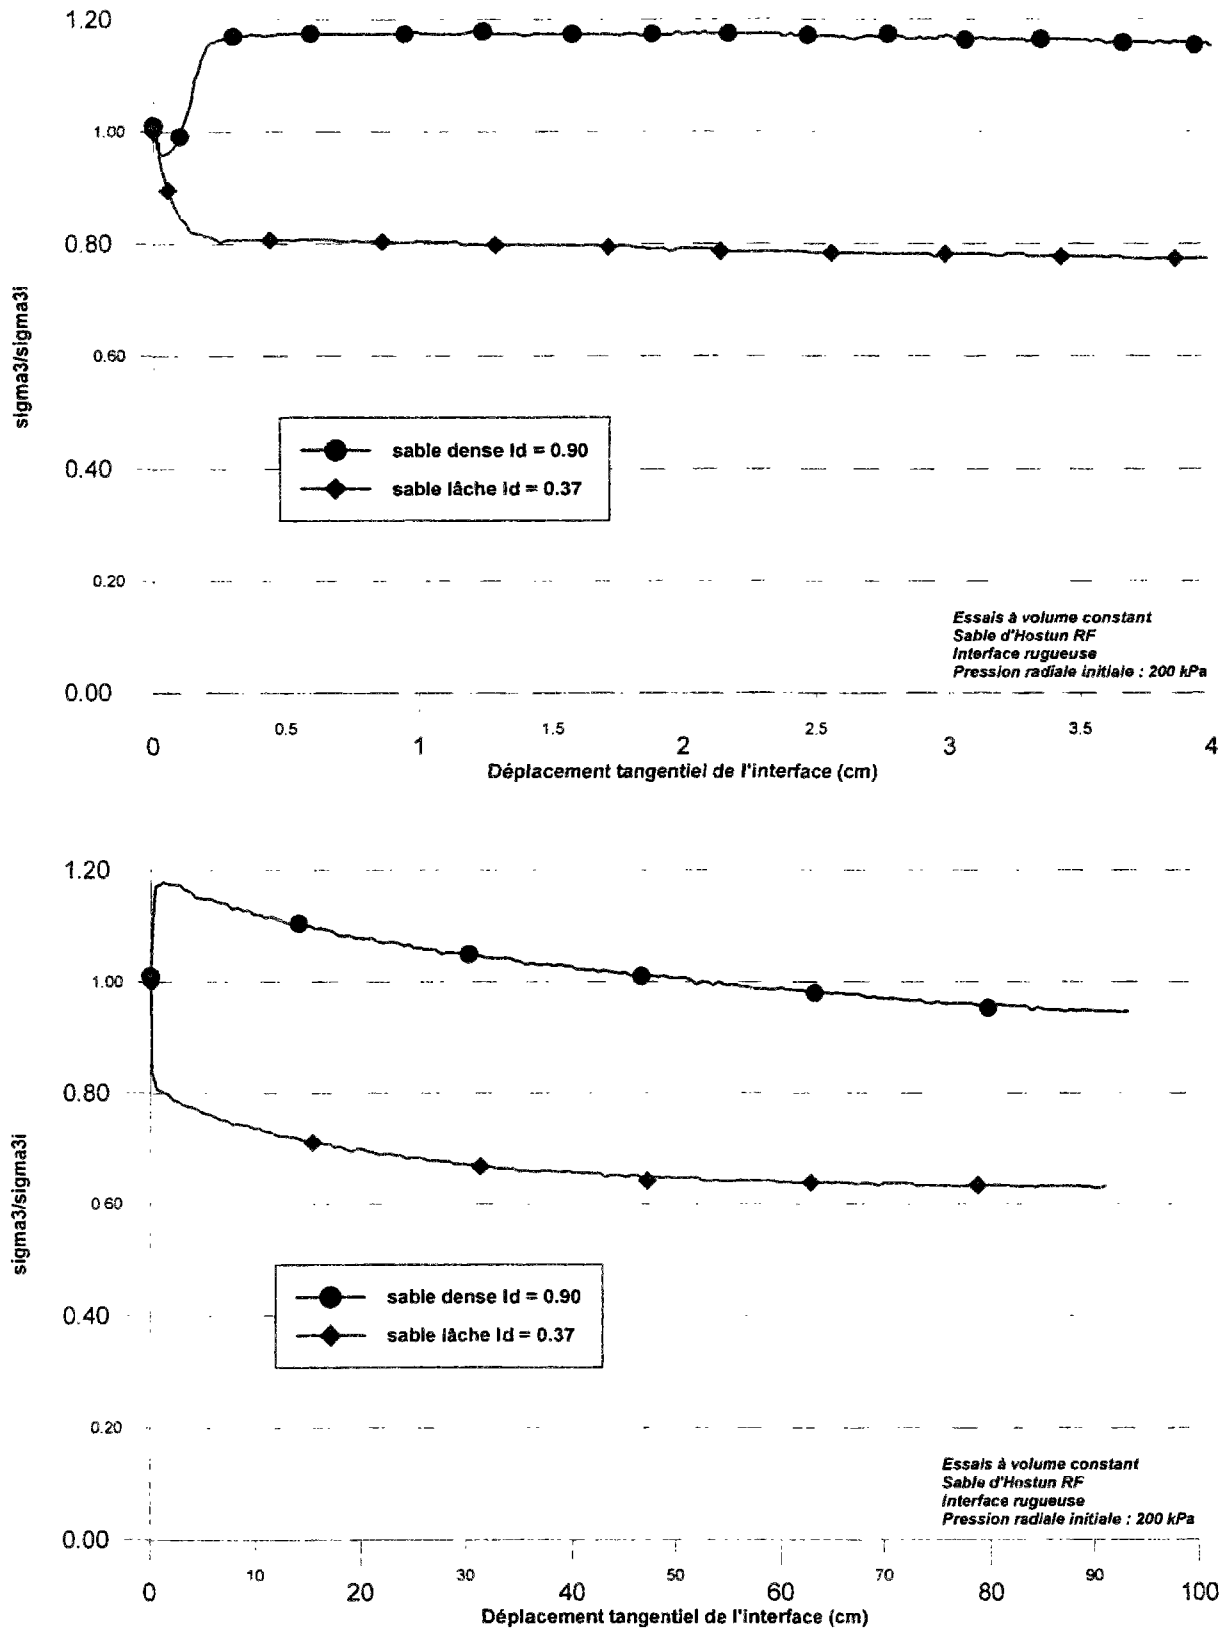 1.20
1.00
0.80
0.60
0.40
0.20
0.00
sigma3/sigma3i
sable dense Id = 0.90
sable lâche Id = 0.37
Essais à volume constant
Sable d'Hostun RF
Interface rugueuse
Pression radiale initiale : 200 kPa
0 0.5 1 1.5 2 2.5 3 3.5 4
Déplacement tangentiel de l'interface (cm)
1.20
1.00
0.80
0.60
0.40
0.20
0.00
sigma3/sigma3i
sable dense Id = 0.90
sable lâche Id = 0.37
Essais à volume constant
Sable d'Hostun RF
Interface rugueuse
Pression radiale initiale : 200 kPa
0 10 20 30 40 50 60 70 80 90 100
Déplacement tangentiel de l'interface (cm)